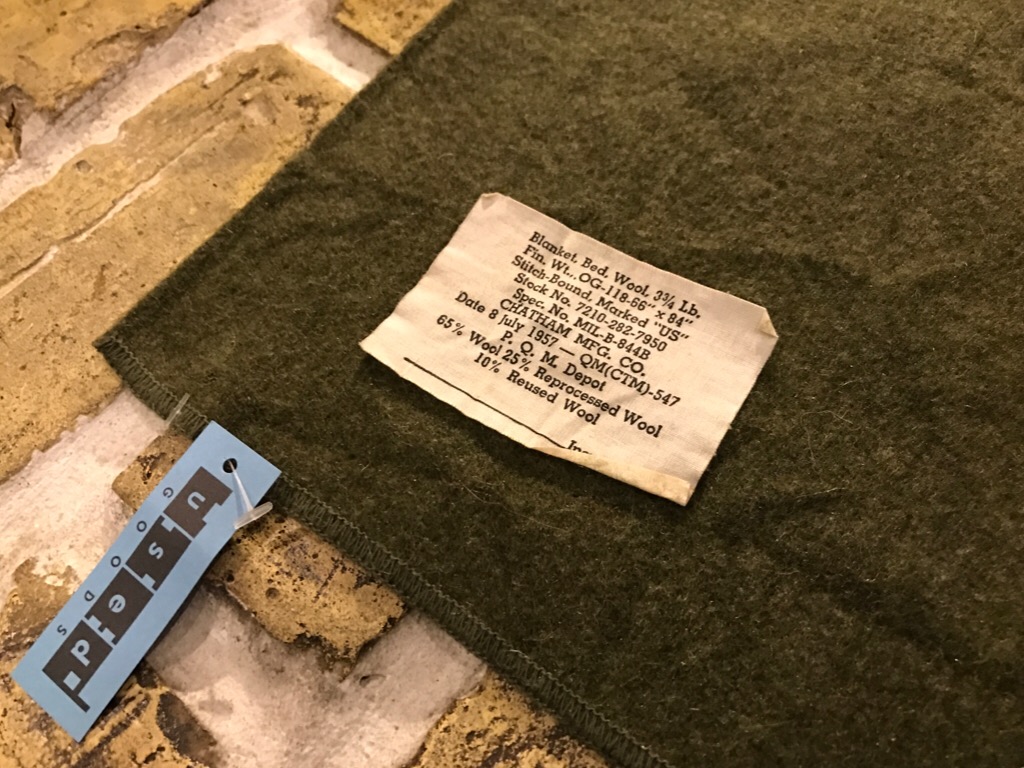 Blanket, Bed, Wool, 3¾ Lb.
Fin. Wt., OG-118-66" x 84"
Stitch-Bound, Marked "US"
Stock No. 7210-282-7950
Spec. No. MIL-B-844B
CHATHAM MFG. CO.
Date 8 July 1957 — QM(CTM)-547
P. Q. M. Depot
65% Wool 25% Reprocessed Wool
10% Reused Wool
used
GOODS